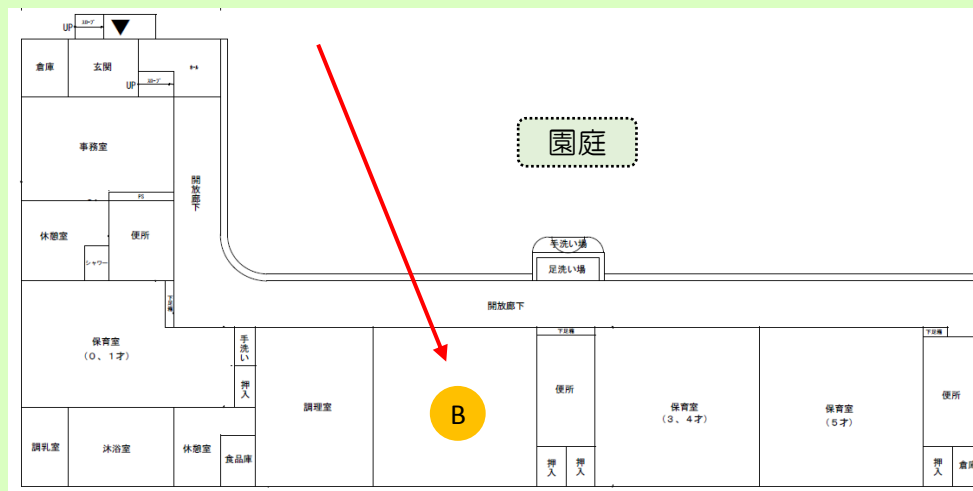 UP
スロープ
倉庫
玄関
ホール
UP
スロープ
事務室
開放廊下
園庭
PS
休憩室
便所
シャワー
手洗い場
足洗い場
開放廊下
下足箱
保育室
(0、1才)
手洗い
押入
調理室
B
下足箱
便所
押入
押入
保育室
(3、4才)
保育室
(5才)
下足箱
便所
押入
倉庫
調乳室
沐浴室
休憩室
食品庫